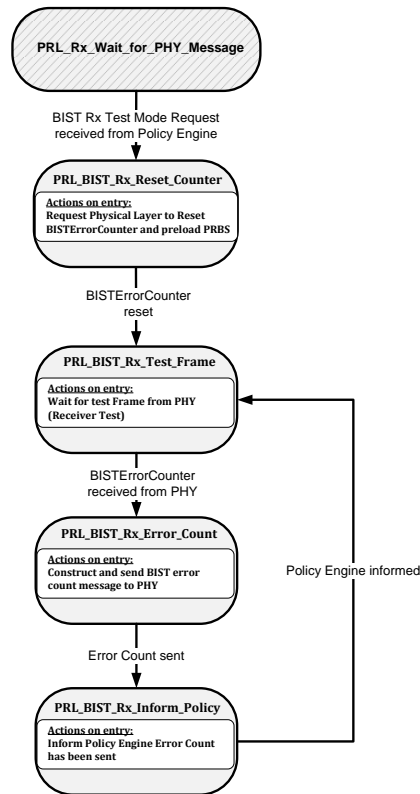 PRL_Rx_Wait_for_PHY_Message
BIST Rx Test Mode Request
received from Policy Engine
PRL_BIST_Rx_Reset_Counter
Actions on entry:
Request Physical Layer to Reset
BISTErrorCounter and preload PRBS
BISTErrorCounter
reset
PRL_BIST_Rx_Test_Frame
Actions on entry:
Wait for test Frame from PHY
(Receiver Test)
BISTErrorCounter
received from PHY
PRL_BIST_Rx_Error_Count
Actions on entry:
Construct and send BIST error
count message to PHY
Policy Engine informed
Error Count sent
PRL_BIST_Rx_Inform_Policy
Actions on entry:
Inform Policy Engine Error Count
has been sent